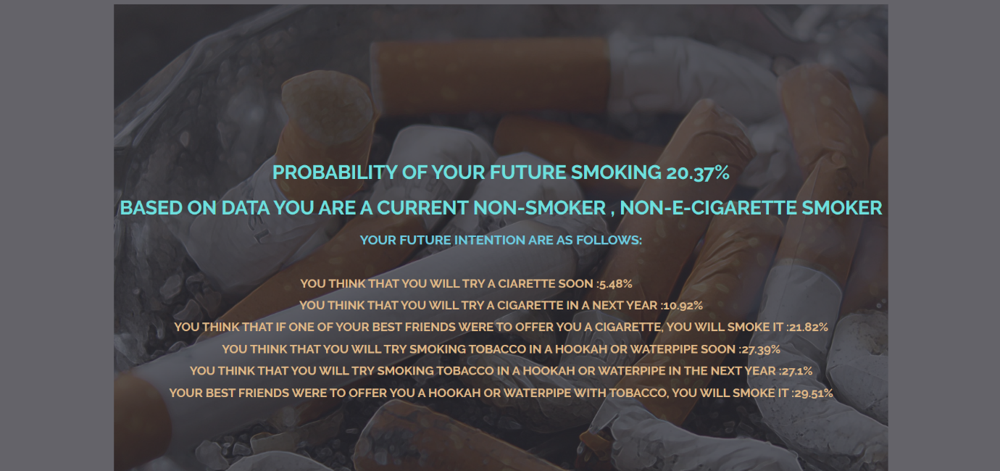 PROBABILITY OF YOUR FUTURE SMOKING 20.37%
BASED ON DATA YOU ARE A CURRENT NON-SMOKER , NON-E-CIGARETTE SMOKER
YOUR FUTURE INTENTION ARE AS FOLLOWS:
YOU THINK THAT YOU WILL TRY A CIARETTE SOON :5.48%
YOU THINK THAT YOU WILL TRY A CIGARETTE IN A NEXT YEAR :10.92%
YOU THINK THAT IF ONE OF YOUR BEST FRIENDS WERE TO OFFER YOU A CIGARETTE, YOU WILL SMOKE IT :21.82%
YOU THINK THAT YOU WILL TRY SMOKING TOBACCO IN A HOOKAH OR WATERPIPE SOON :27.39%
YOU THINK THAT YOU WILL TRY SMOKING TOBACCO IN A HOOKAH OR WATERPIPE IN THE NEXT YEAR :27.1%
YOUR BEST FRIENDS WERE TO OFFER YOU A HOOKAH OR WATERPIPE WITH TOBACCO, YOU WILL SMOKE IT :29.51%